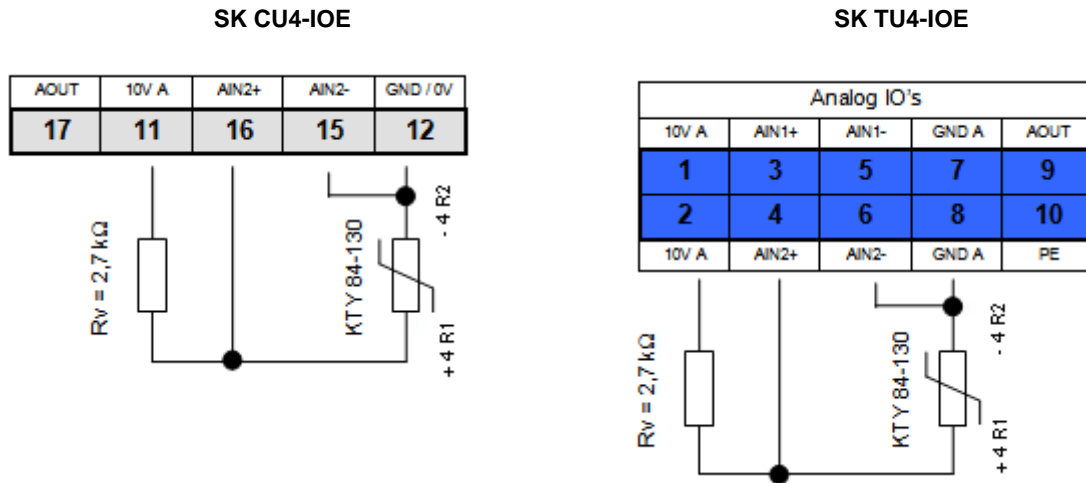 SK CU4-IOE
AOUT 10V A AIN2+ AIN2- GND / 0V
17 11 16 15 12
Rv = 2,7 kΩ
KTY 84-130
- 4 R2
+ 4 R1
SK TU4-IOE
Analog IO's
10V A AIN1+ AIN1- GND A AOUT
1 3 5 7 9
2 4 6 8 10
10V A AIN2+ AIN2- GND A PE
Rv = 2,7 kΩ
KTY 84-130
- 4 R2
+ 4 R1